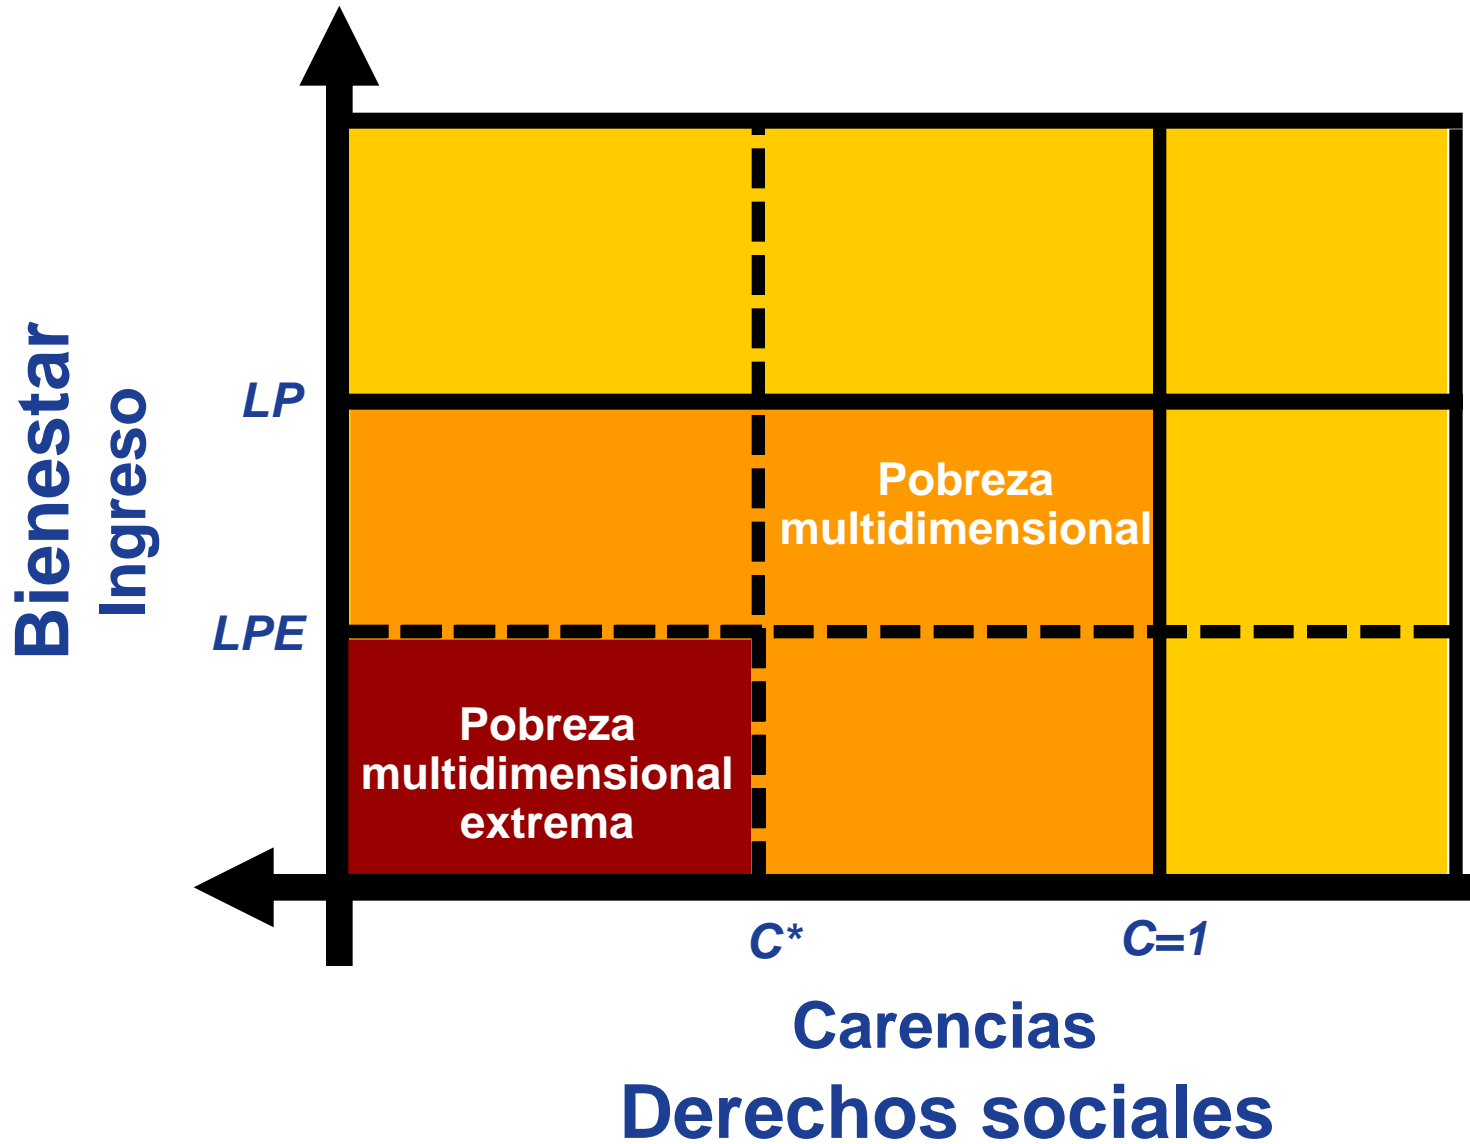 Bienestar
Ingreso
LP
Pobreza
multidimensional
LPE
Pobreza
multidimensional
extrema
C*
C=1
Carencias
Derechos sociales